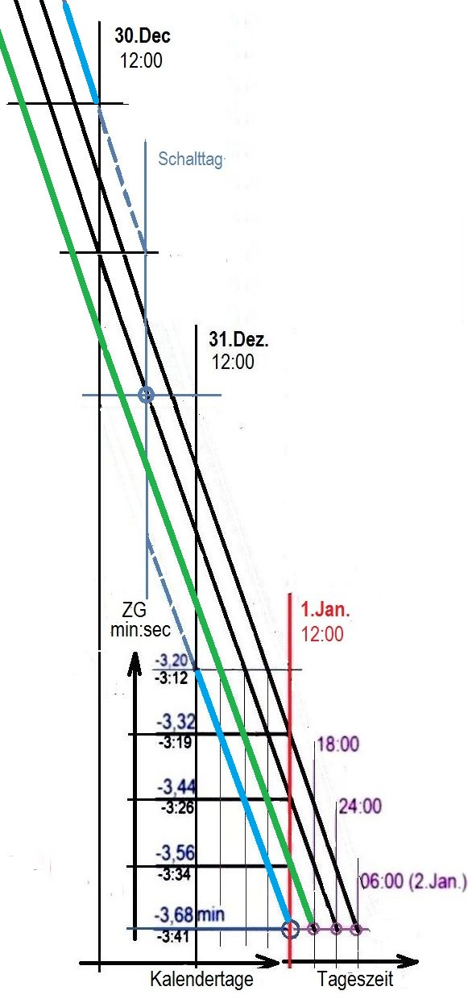 30.Dec
12:00
Schalttag
31.Dez.
12:00
ZG
min:sec
1.Jan.
12:00
-3,20
-3:12
-3,32
-3:19
18:00
-3,44
-3:26
24:00
-3,56
-3:34
06:00 (2.Jan.)
-3,68 min
-3:41
Kalendertage
Tageszeit